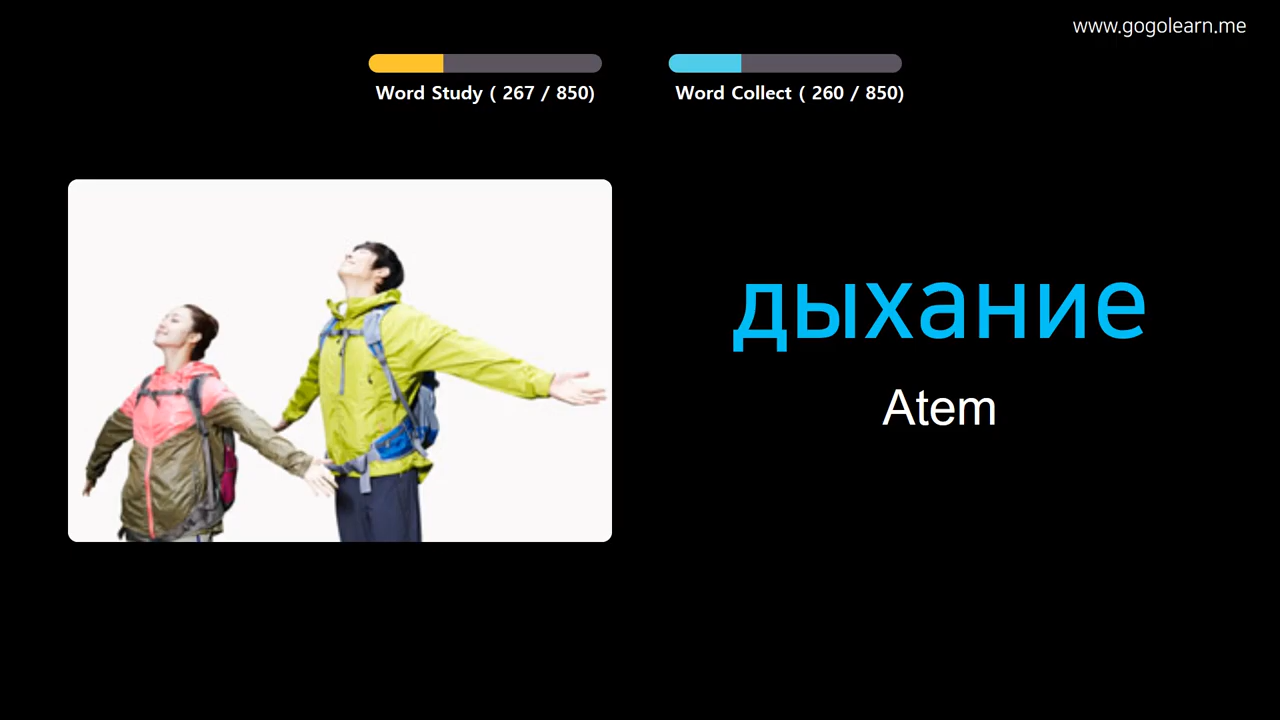 www.gogolearn.me
Word Study ( 267 / 850)
Word Collect ( 260 / 850)
дыхание
Atem